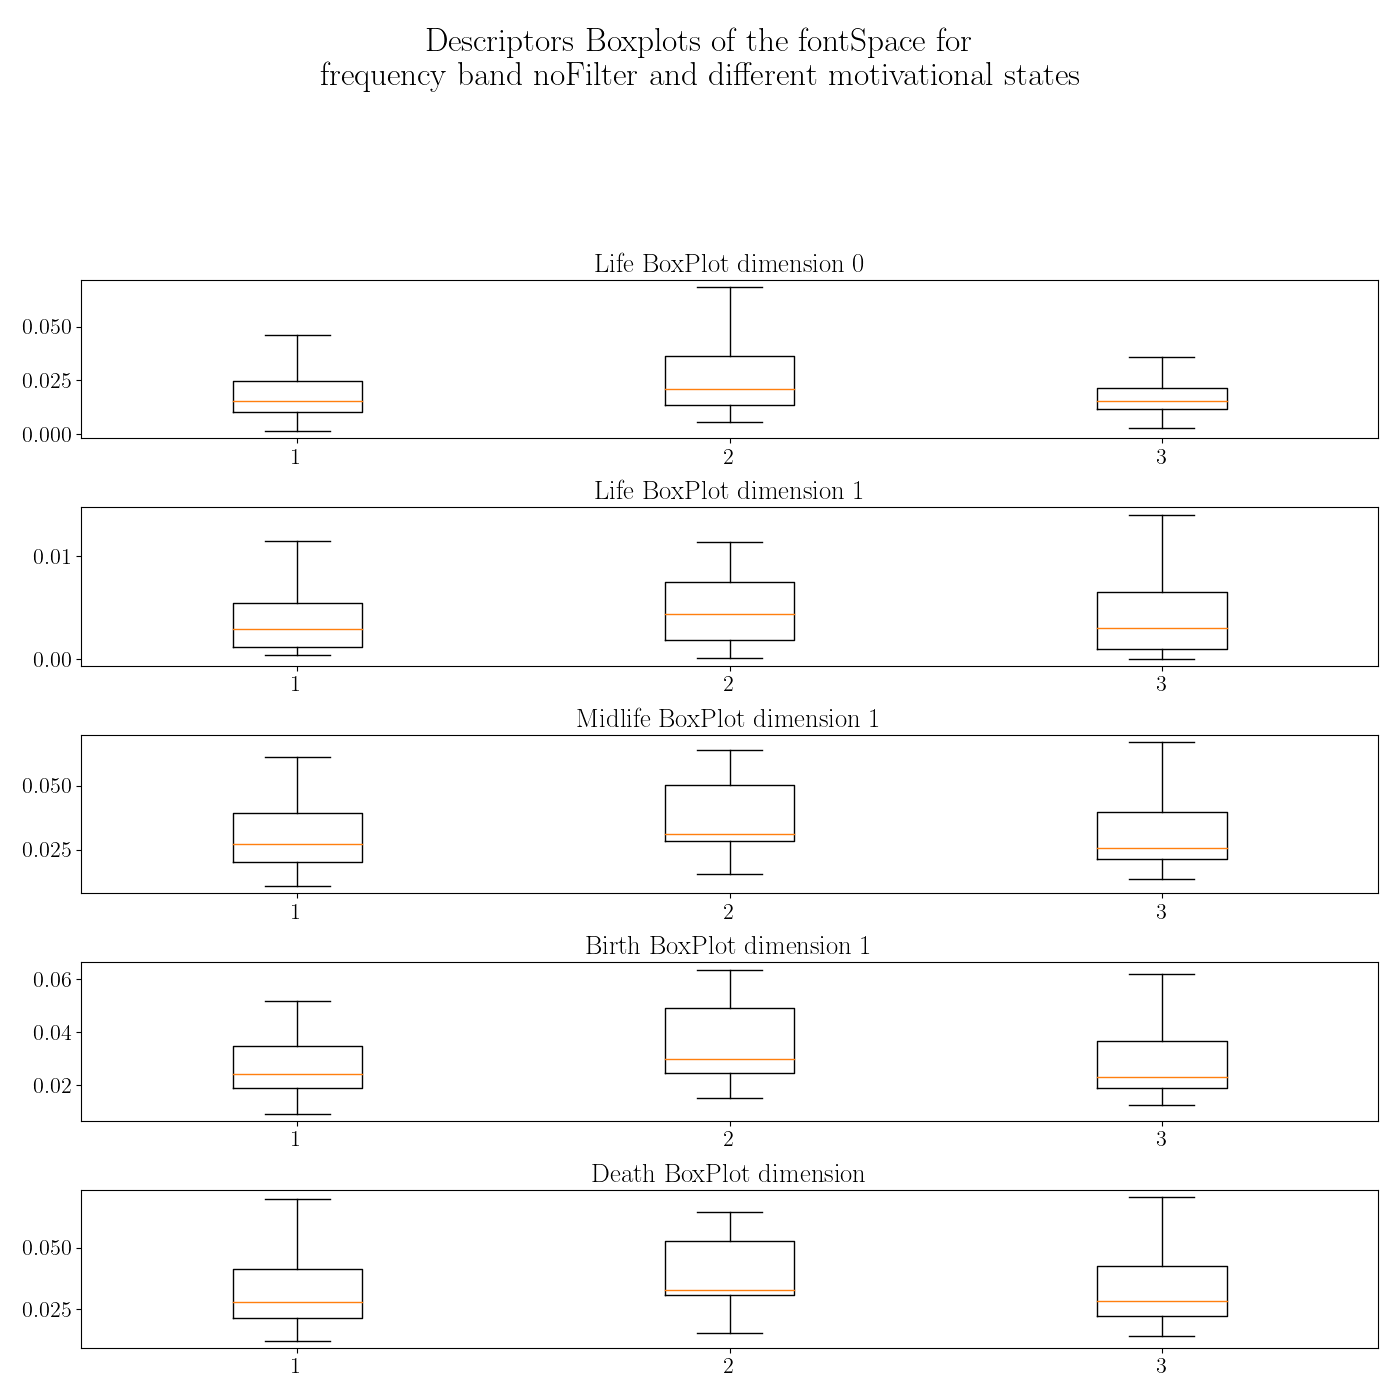 Descriptors Boxplots of the fontSpace for
frequency band noFilter and different motivational states
Life BoxPlot dimension 0
0.050
0.025
0.000
1 2 3
Life BoxPlot dimension 1
0.01
0.00
1 2 3
Midlife BoxPlot dimension 1
0.050
0.025
1 2 3
Birth BoxPlot dimension 1
0.06
0.04
0.02
1 2 3
Death BoxPlot dimension
0.050
0.025
1 2 3